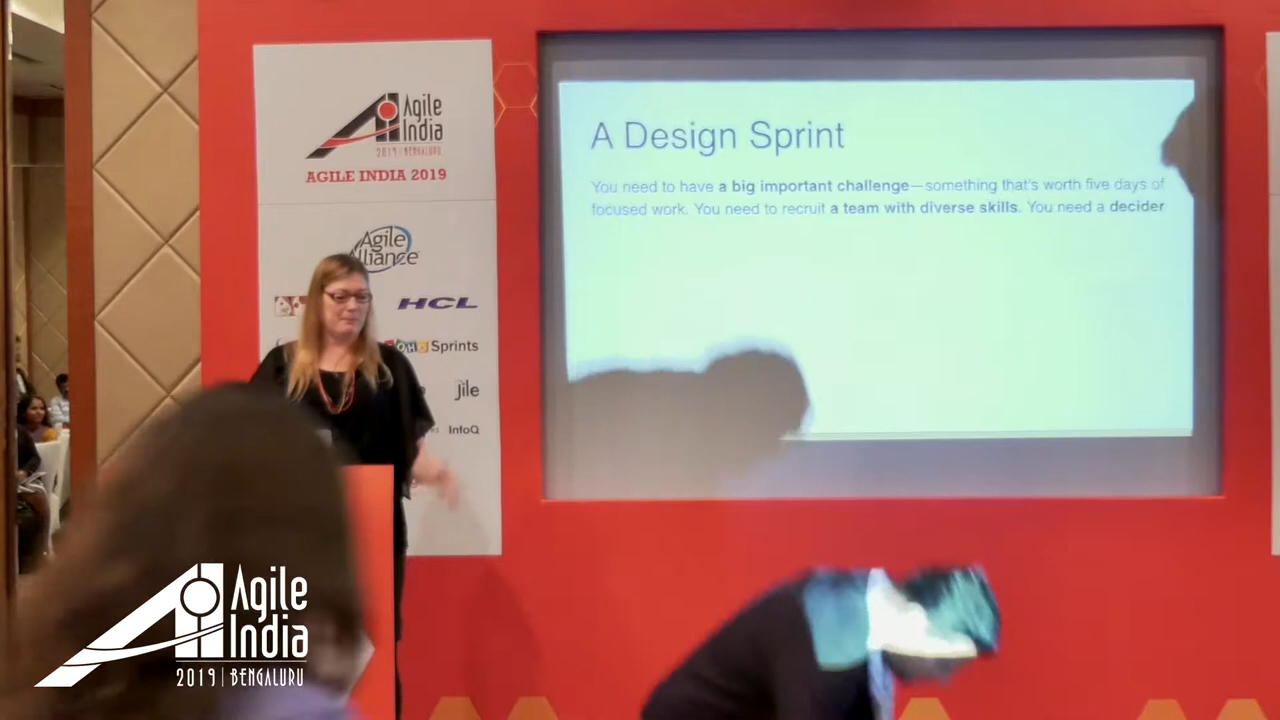 Agile
India
2019 | BENGALURU
AGILE INDIA 2019
Agile
Alliance
HCL
ZOHO Sprints
Jile
InfoQ
A Design Sprint
You need to have a big important challenge—something that's worth five days of
focused work. You need to recruit a team with diverse skills. You need a decider
Agile
India
2019 | BENGALURU